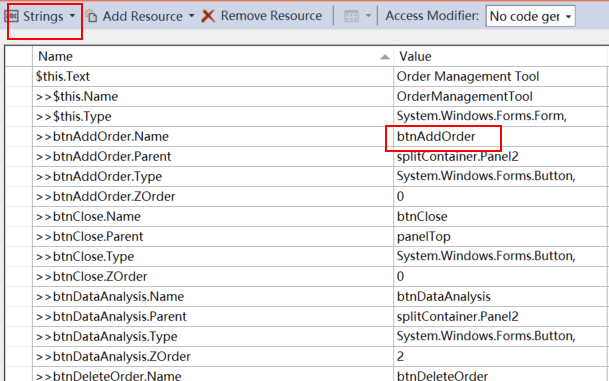 Strings Add Resource Remove Resource Access Modifier: No code ger
Name Value
$this.Text Order Management Tool
>>$this.Name OrderManagementTool
>>$this.Type System.Windows.Forms.Form,
>>btnAddOrder.Name btnAddOrder
>>btnAddOrder.Parent splitContainer.Panel2
>>btnAddOrder.Type System.Windows.Forms.Button,
>>btnAddOrder.ZOrder 0
>>btnClose.Name btnClose
>>btnClose.Parent panelTop
>>btnClose.Type System.Windows.Forms.Button,
>>btnClose.ZOrder 0
>>btnDataAnalysis.Name btnDataAnalysis
>>btnDataAnalysis.Parent splitContainer.Panel2
>>btnDataAnalysis.Type System.Windows.Forms.Button,
>>btnDataAnalysis.ZOrder 2
>>btnDeleteOrder.Name btnDeleteOrder